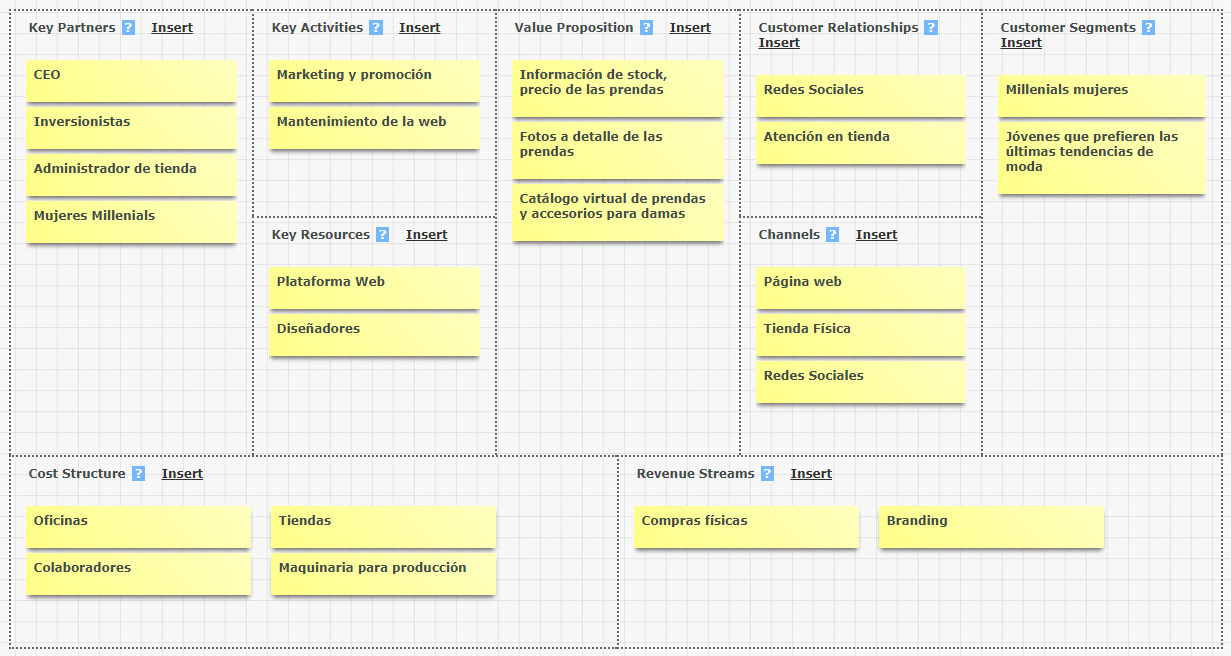 Key Partners ? Insert
CEO
Inversionistas
Administrador de tienda
Mujeres Millenials
Key Activities ? Insert
Marketing y promoción
Mantenimiento de la web
Key Resources ? Insert
Plataforma Web
Diseñadores
Value Proposition ? Insert
Información de stock,
precio de las prendas
Fotos a detalle de las
prendas
Catálogo virtual de prendas
y accesorios para damas
Customer Relationships ?
Insert
Redes Sociales
Atención en tienda
Channels ? Insert
Página web
Tienda Física
Redes Sociales
Customer Segments ?
Insert
Millenials mujeres
Jóvenes que prefieren las
últimas tendencias de
moda
Cost Structure ? Insert
Oficinas
Tiendas
Colaboradores
Maquinaria para producción
Revenue Streams ? Insert
Compras físicas
Branding